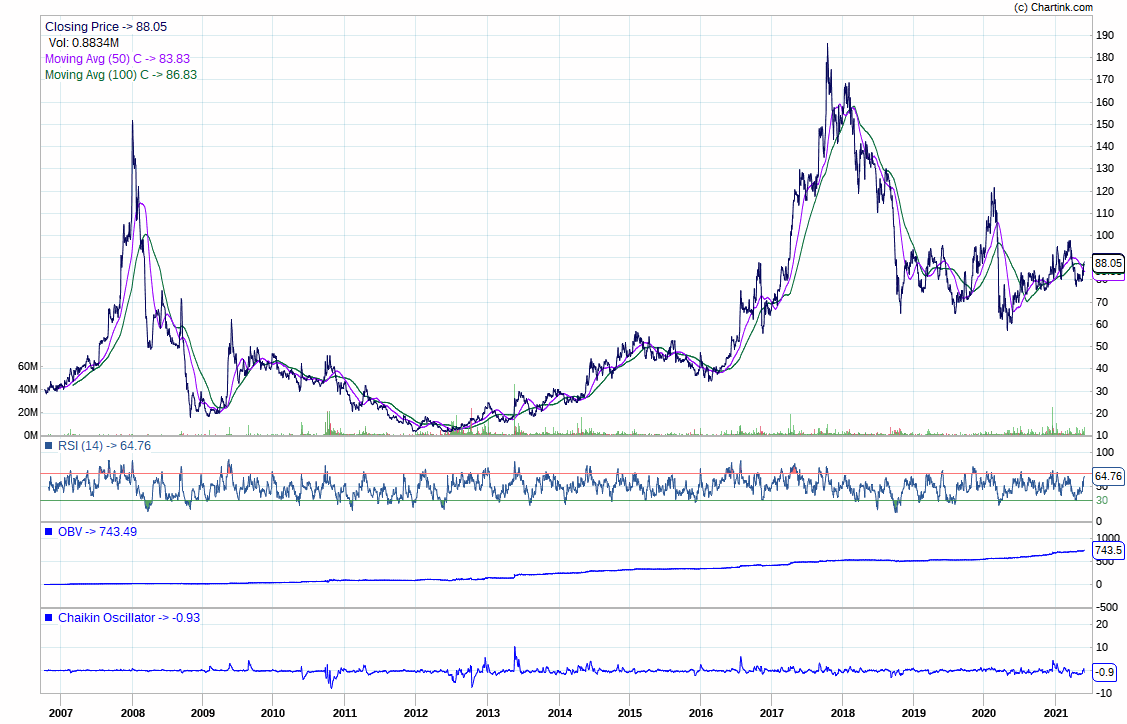 (c) Chartink.com
Closing Price -> 88.05
Vol: 0.8834M
Moving Avg (50) C -> 83.83
Moving Avg (100) C -> 86.83
190
180
170
160
150
140
130
120
110
100
88.05
70
60
50
40
30
20
10
60M
40M
20M
0M
RSI (14) -> 64.76
100
64.76
50
30
0
OBV -> 743.49
1000
743.5
500
0
-500
Chaikin Oscillator -> -0.93
20
10
-0.9
-10
2007 2008 2009 2010 2011 2012 2013 2014 2015 2016 2017 2018 2019 2020 2021